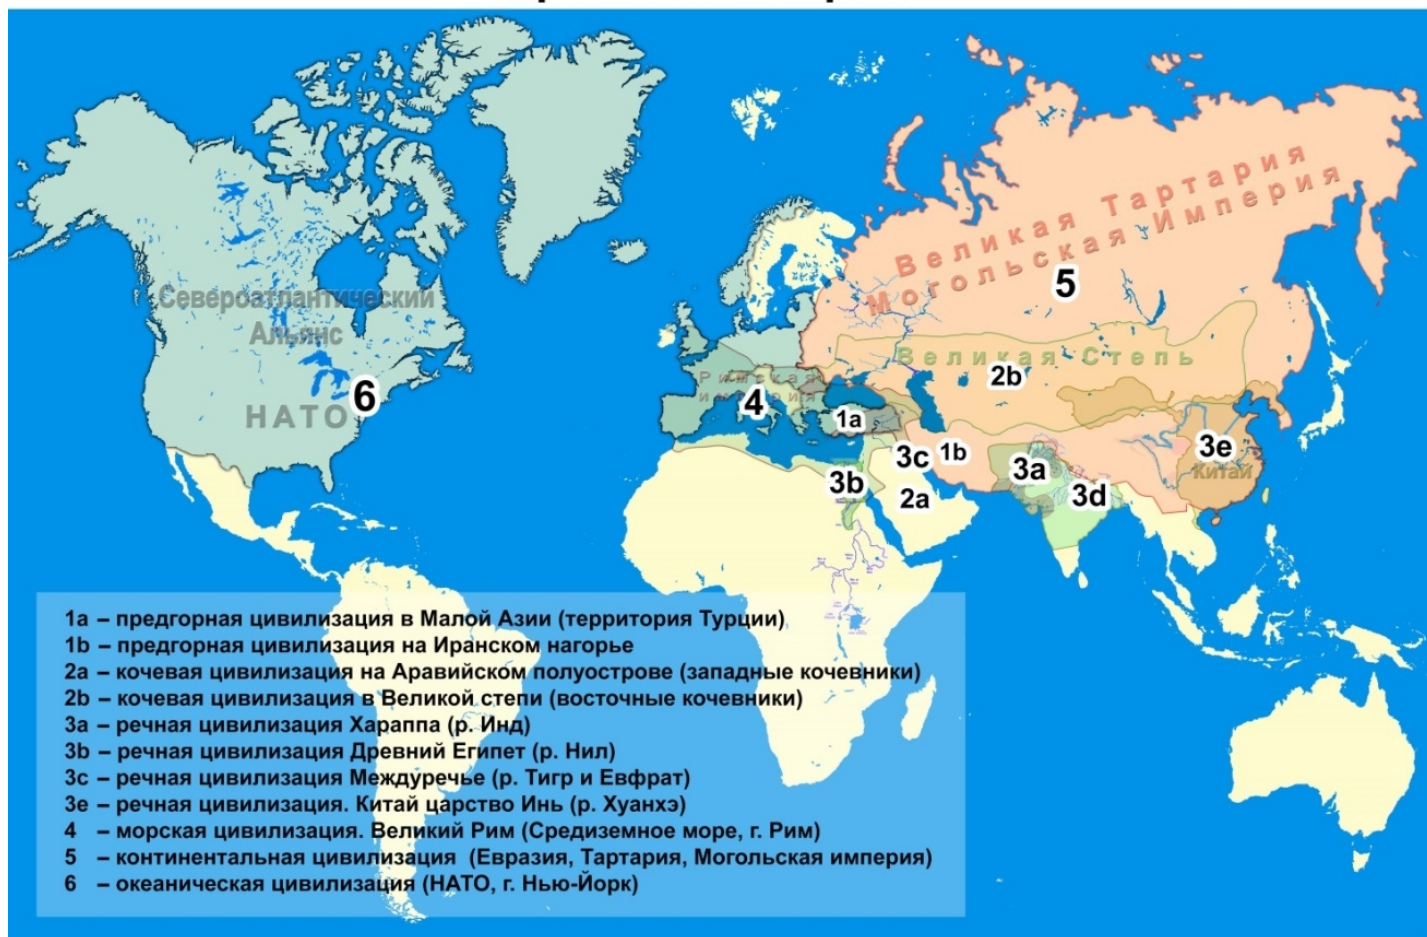 Великая Тартария
Могольская Империя
5
Североатлантический
Альянс
Великая Степь
2b
Римская
империя
6
НАТО
4
1a
3c
1b
3a
3e
Китай
3b
2a
3d
1a – предгорная цивилизация в Малой Азии (территория Турции)
1b – предгорная цивилизация на Иранском нагорье
2a – кочевая цивилизация на Аравийском полуострове (западные кочевники)
2b – кочевая цивилизация в Великой степи (восточные кочевники)
3a – речная цивилизация Хараппа (р. Инд)
3b – речная цивилизация Древний Египет (р. Нил)
3c – речная цивилизация Междуречье (р. Тигр и Евфрат)
3e – речная цивилизация. Китай царство Инь (р. Хуанхэ)
4 – морская цивилизация. Великий Рим (Средиземное море, г. Рим)
5 – континентальная цивилизация (Евразия, Тартария, Могольская империя)
6 – океаническая цивилизация (НАТО, г. Нью-Йорк)